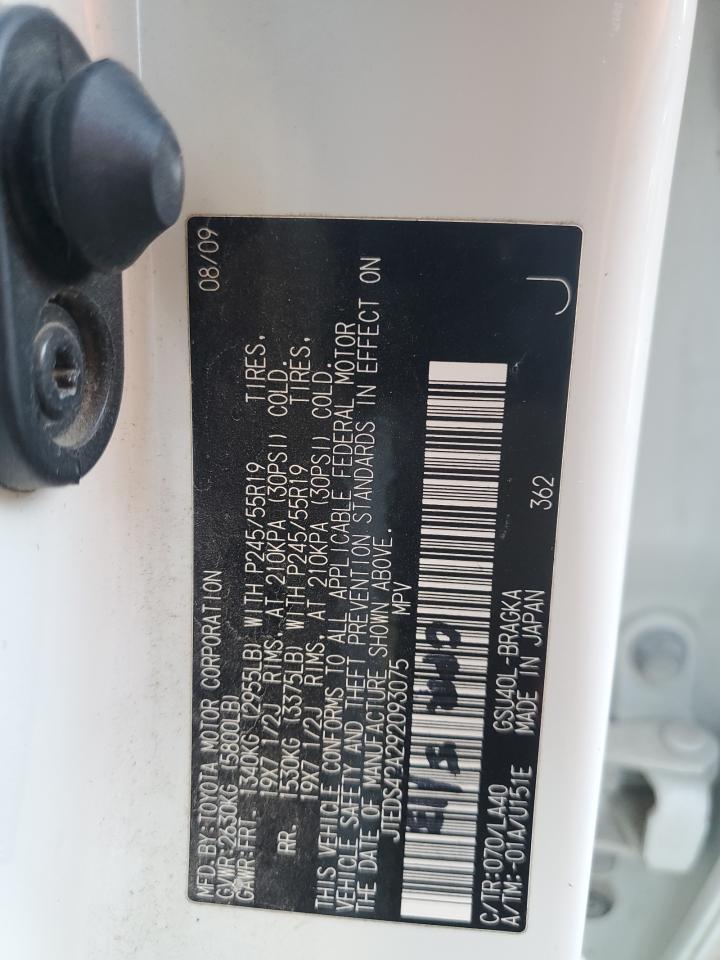 MFD.BY:TOYOTA MOTOR CORPORATION 08/09
GVWR:2630KG (5800LB)
GAWR:FRT. 1340KG (2955LB) WITH P245/55R19 TIRES,
19X7 1/2J RIMS, AT 210KPA (30PSI) COLD.
RR. 1530KG (3375LB) WITH P245/55R19 TIRES,
19X7 1/2J RIMS, AT 210KPA (30PSI) COLD.
THIS VEHICLE CONFORMS TO ALL APPLICABLE FEDERAL MOTOR
VEHICLE SAFETY AND THEFT PREVENTION STANDARDS IN EFFECT ON
THE DATE OF MANUFACTURE SHOWN ABOVE.
JTEDS42A292093075 MPV
C/TR:070/LA40 GSU40L-BRAGKA
A/TM:-01A/U151E MADE IN JAPAN 362 J